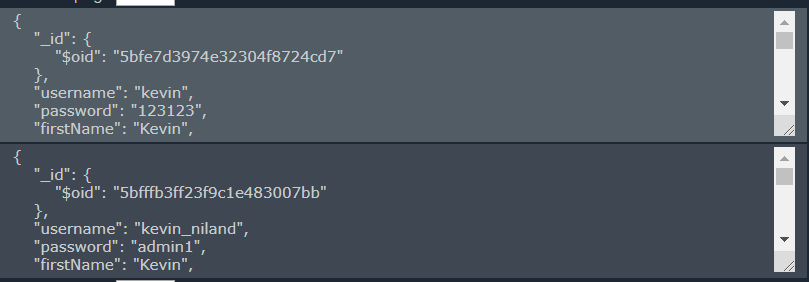 {
"_id": {
"$oid": "5bfe7d3974e32304f8724cd7"
},
"username": "kevin",
"password": "123123",
"firstName": "Kevin",
{
"_id": {
"$oid": "5bfffb3ff23f9c1e483007bb"
},
"username": "kevin_niland",
"password": "admin1",
"firstName": "Kevin",